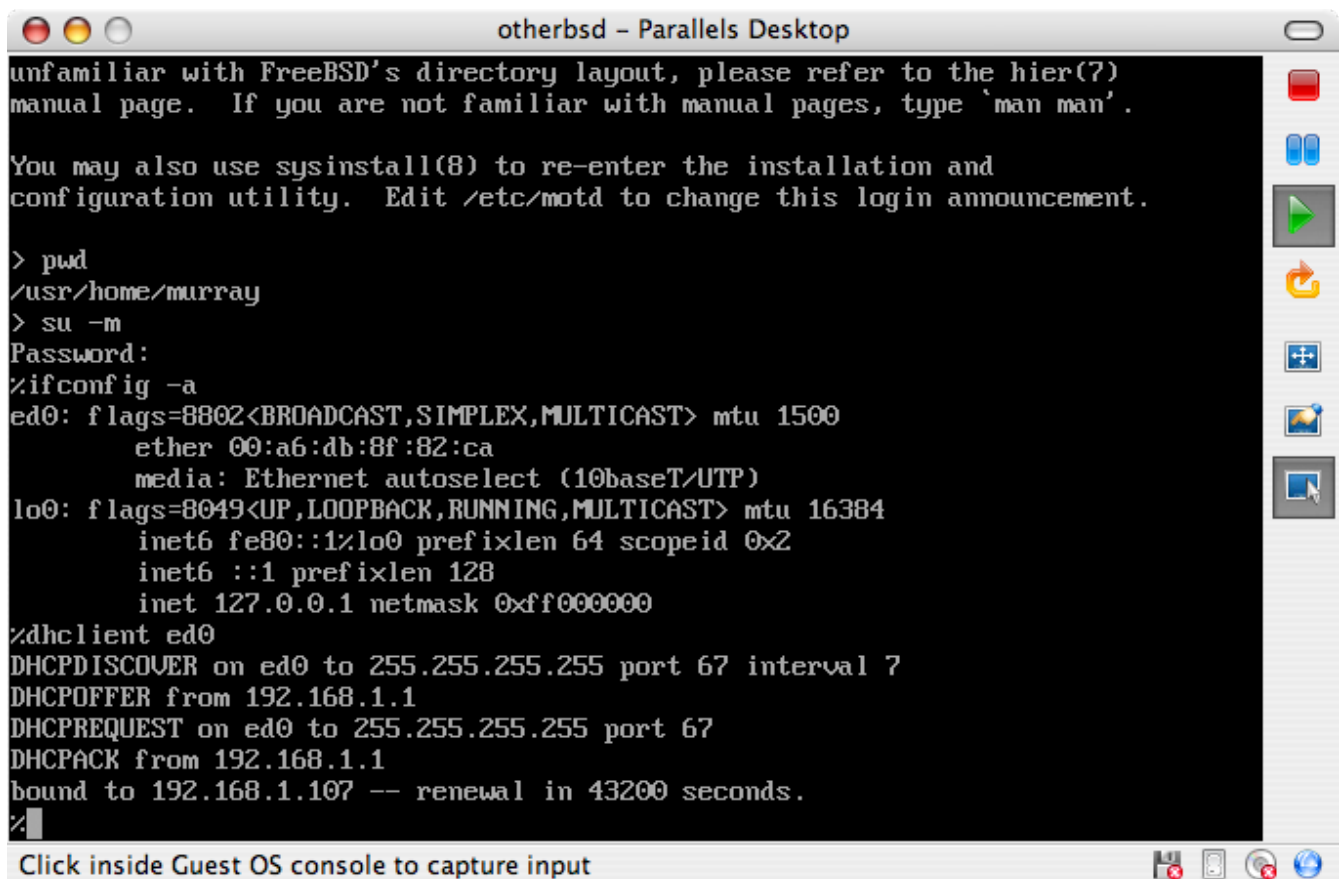 otherbsd – Parallels Desktop
unfamiliar with FreeBSD's directory layout, please refer to the hier(7)
manual page.  If you are not familiar with manual pages, type `man man'.
You may also use sysinstall(8) to re-enter the installation and
configuration utility.  Edit /etc/motd to change this login announcement.
> pwd
/usr/home/murray
> su -m
Password:
%ifconfig -a
ed0: flags=8802<BROADCAST,SIMPLEX,MULTICAST> mtu 1500
        ether 00:a6:db:8f:82:ca
        media: Ethernet autoselect (10baseT/UTP)
lo0: flags=8049<UP,LOOPBACK,RUNNING,MULTICAST> mtu 16384
        inet6 fe80::1%lo0 prefixlen 64 scopeid 0x2
        inet6 ::1 prefixlen 128
        inet 127.0.0.1 netmask 0xff000000
%dhclient ed0
DHCPDISCOVER on ed0 to 255.255.255.255 port 67 interval 7
DHCPOFFER from 192.168.1.1
DHCPREQUEST on ed0 to 255.255.255.255 port 67
DHCPACK from 192.168.1.1
bound to 192.168.1.107 -- renewal in 43200 seconds.
%
Click inside Guest OS console to capture input